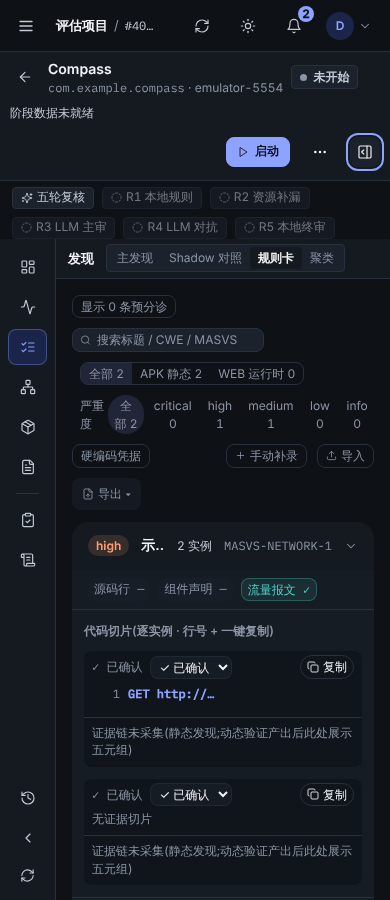 评估项目 / #40…
2
D
Compass
com.example.compass · emulator-5554
未开始
阶段数据未就绪
启动
五轮复核 R1 本地规则 R2 资源补漏
R3 LLM 主审 R4 LLM 对抗 R5 本地终审
发现 主发现 Shadow 对照 规则卡 聚类
显示 0 条预分诊
搜索标题 / CWE / MASVS
全部 2 APK 静态 2 WEB 运行时 0
严重度 全部 2 critical 0 high 1 medium 1 low 0 info 0
硬编码凭据 + 手动补录 导入
导出
high 示.. 2 实例 MASVS-NETWORK-1
源码行 — 组件声明 — 流量报文 ✓
代码切片(逐实例 · 行号 + 一键复制)
✓ 已确认 ✓ 已确认 复制
1 GET http://…
证据链未采集(静态发现;动态验证产出后此处展示
五元组)
✓ 已确认 ✓ 已确认 复制
无证据切片
证据链未采集(静态发现;动态验证产出后此处展示
五元组)